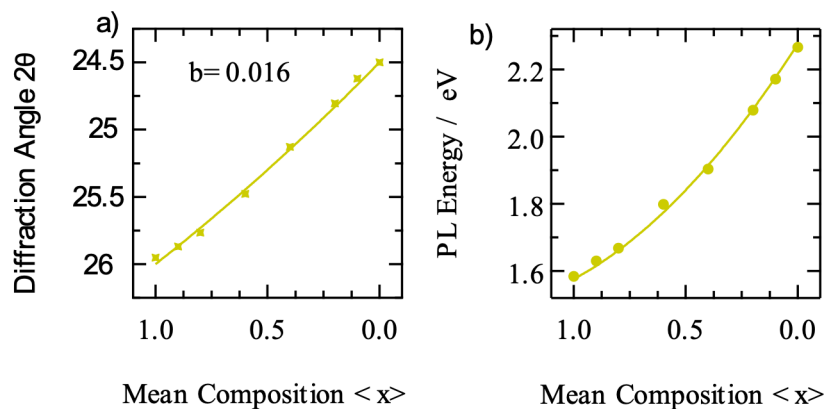 a)
b= 0.016
Diffraction Angle 2θ
24.5
25
25.5
26
1.0
0.5
0.0
Mean Composition <x>
b)
PL Energy / eV
2.2
2.0
1.8
1.6
1.0
0.5
0.0
Mean Composition <x>